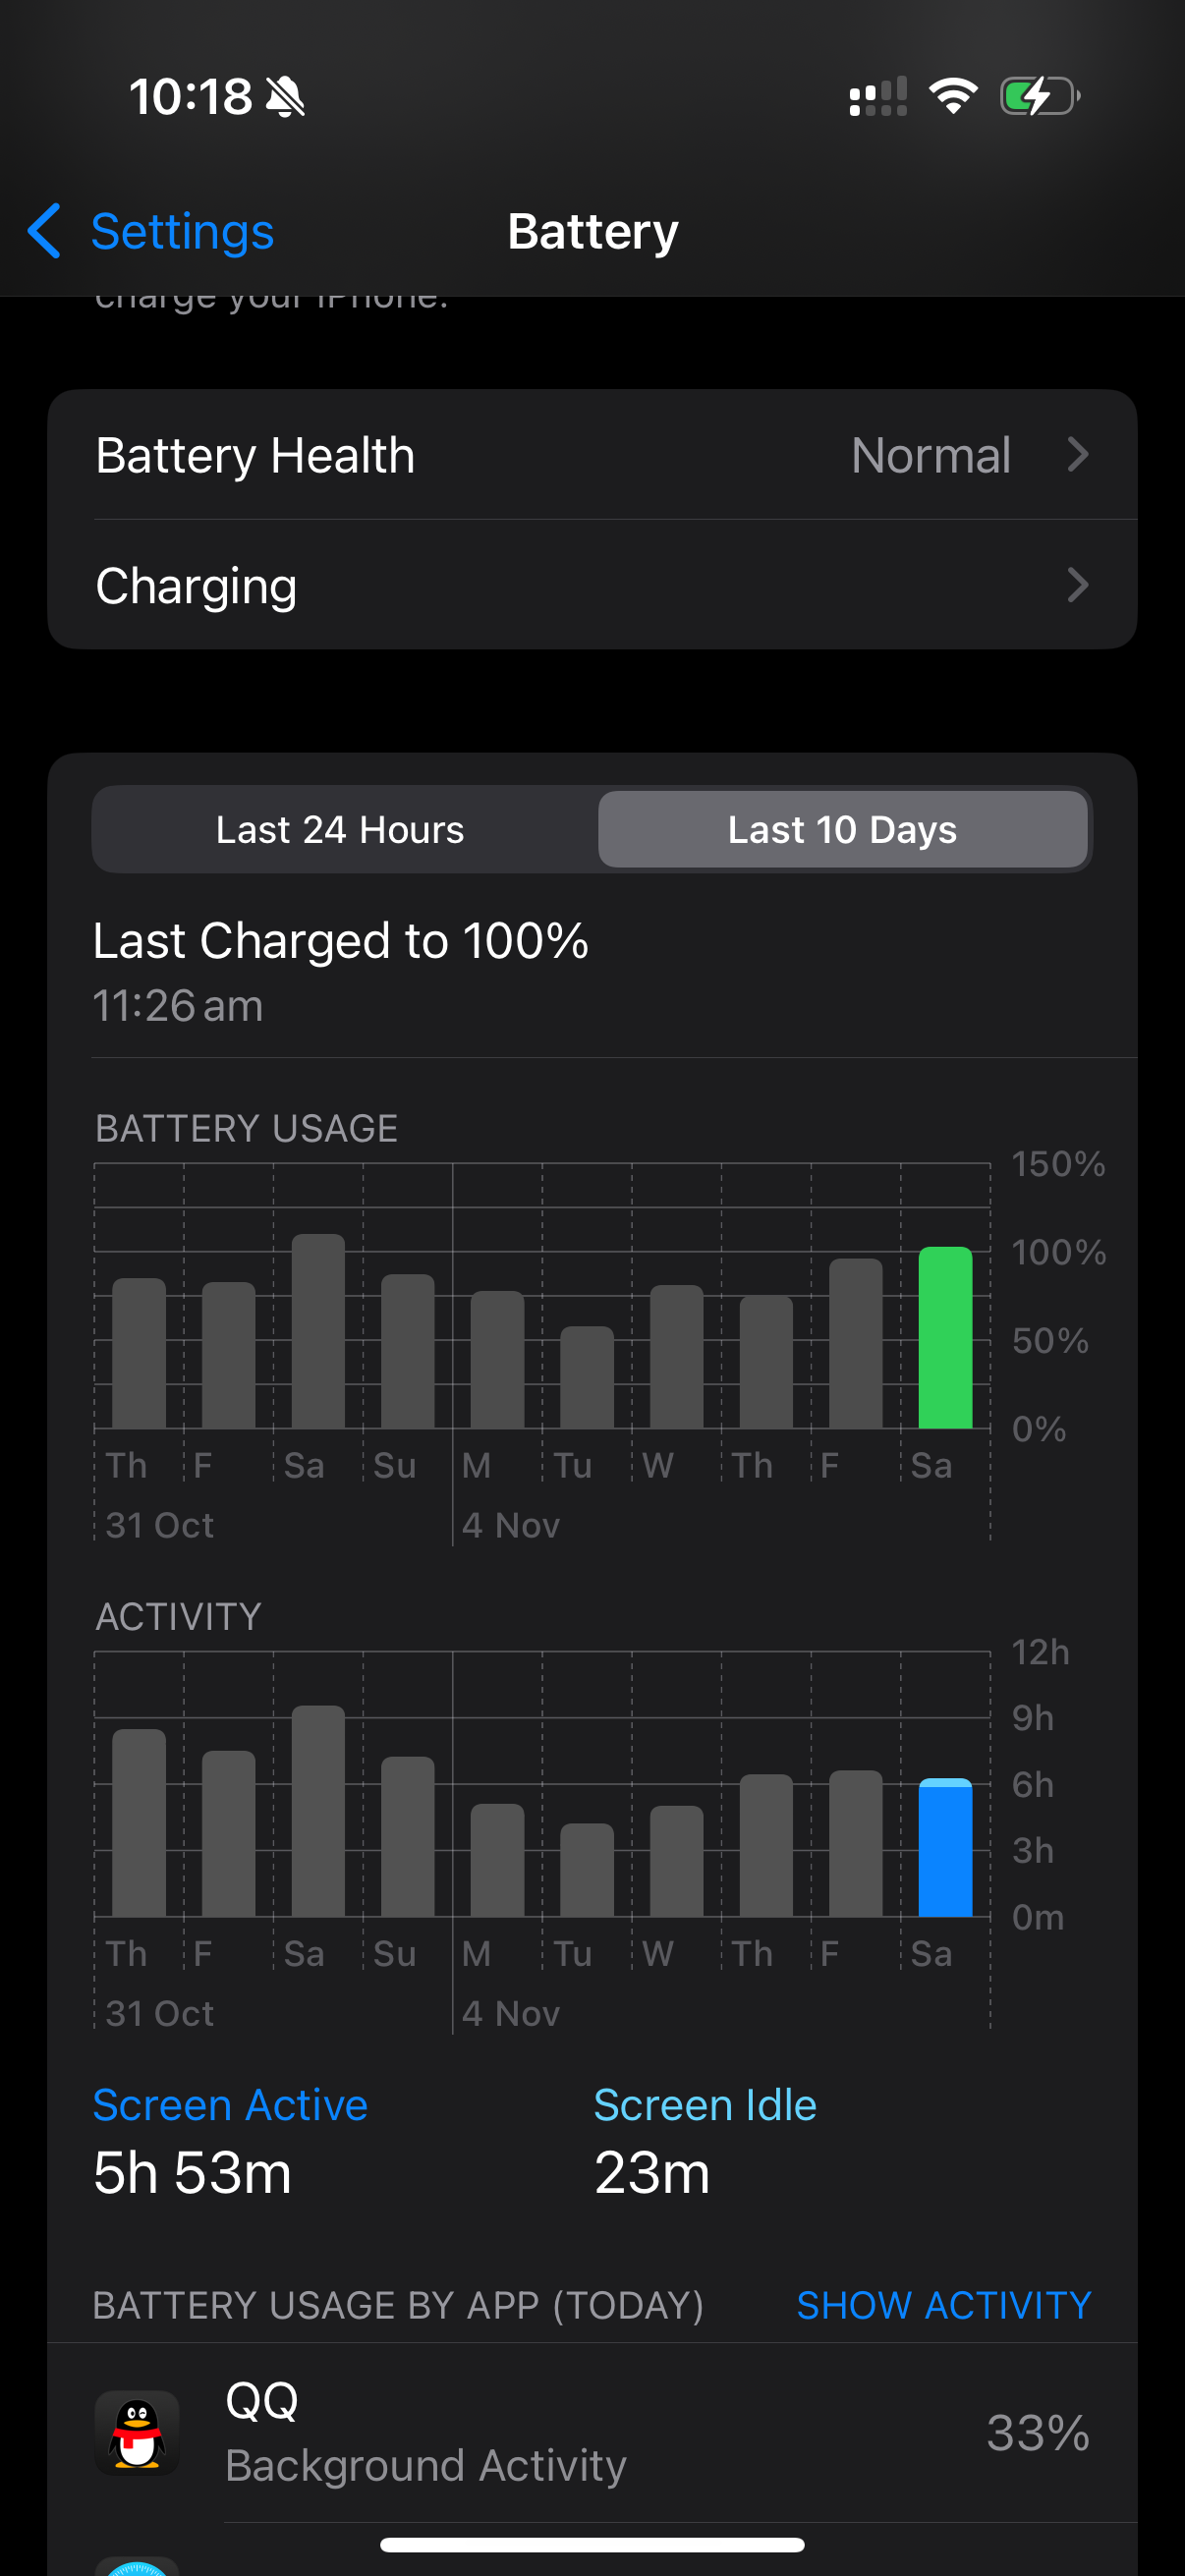 10:18
Settings
Battery
charge your iPhone.
Battery Health
Normal
Charging
Last 24 Hours
Last 10 Days
Last Charged to 100%
11:26 am
BATTERY USAGE
150%
100%
50%
0%
Th F Sa Su M Tu W Th F Sa
31 Oct 4 Nov
ACTIVITY
12h
9h
6h
3h
0m
Th F Sa Su M Tu W Th F Sa
31 Oct 4 Nov
Screen Active
5h 53m
Screen Idle
23m
BATTERY USAGE BY APP (TODAY)
SHOW ACTIVITY
QQ
Background Activity
33%